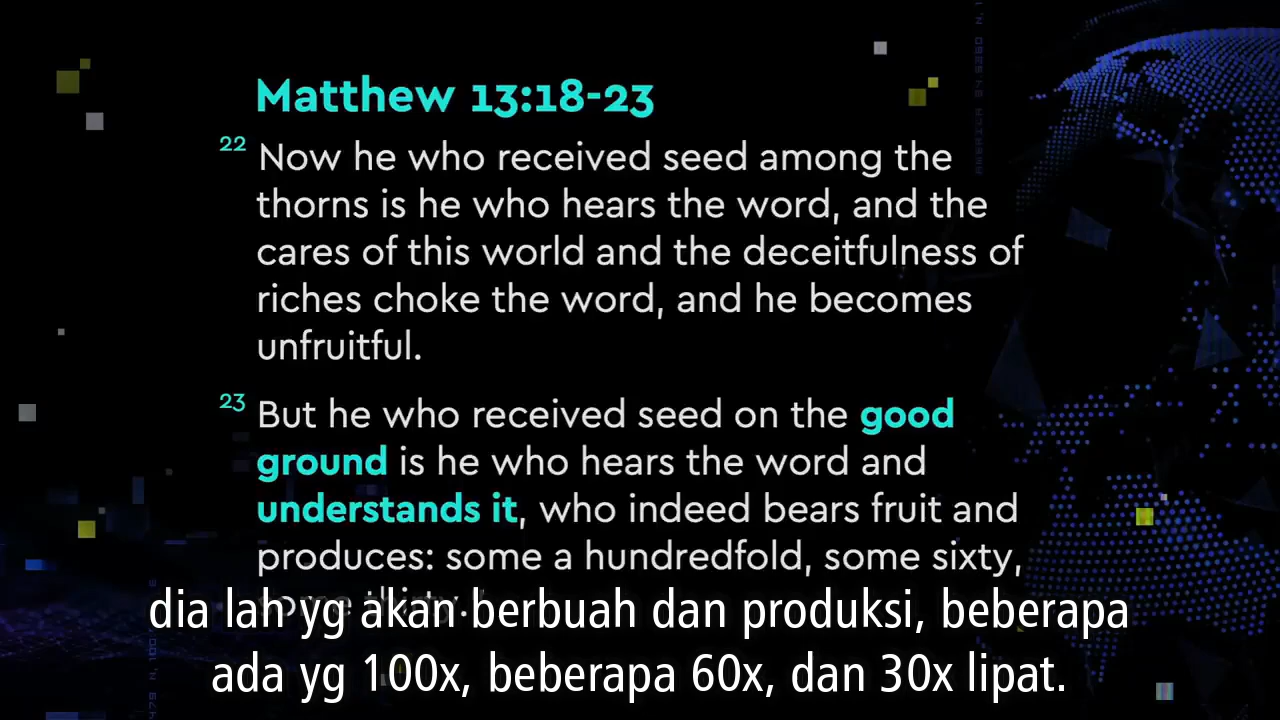 Matthew 13:18-23
22 Now he who received seed among the
thorns is he who hears the word, and the
cares of this world and the deceitfulness of
riches choke the word, and he becomes
unfruitful.
23 But he who received seed on the good
ground is he who hears the word and
understands it, who indeed bears fruit and
produces: some a hundredfold, some sixty,
some thirty."
dia lah yg akan berbuah dan produksi, beberapa
ada yg 100x, beberapa 60x, dan 30x lipat.